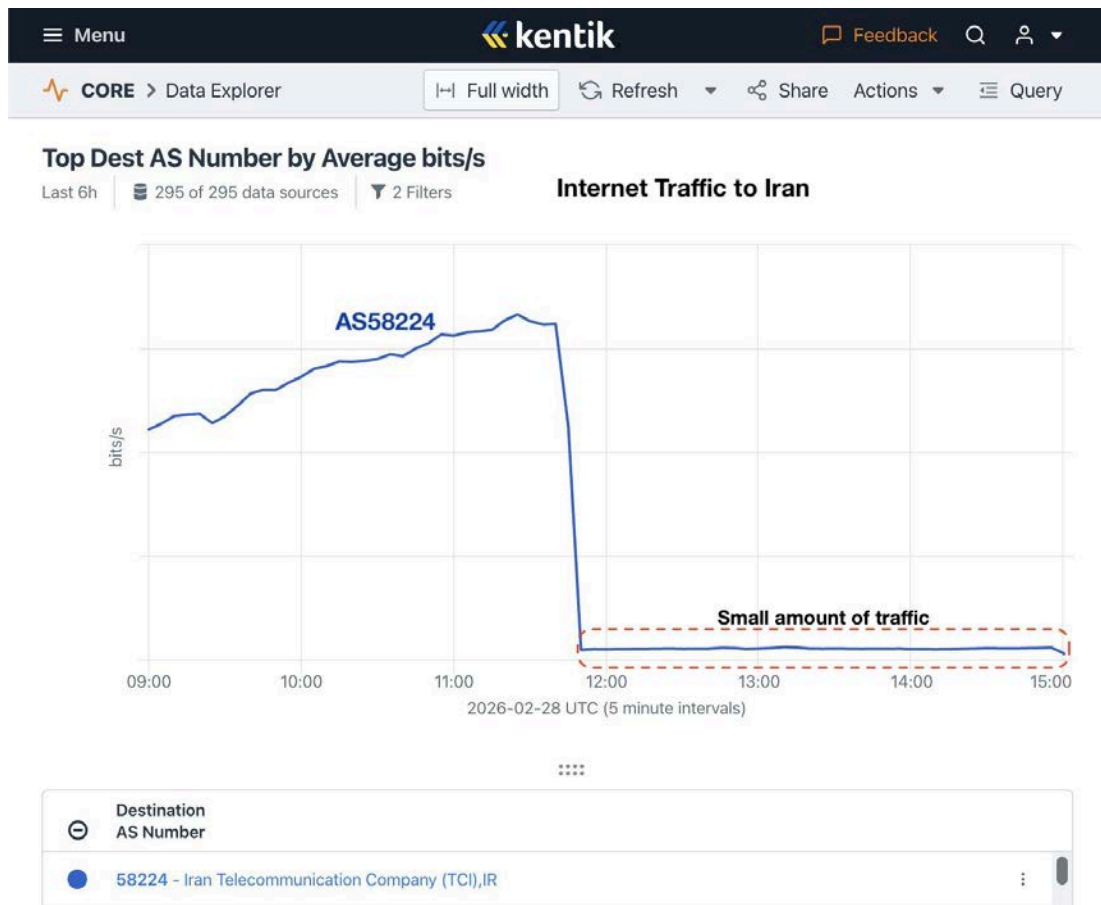 Menu
kentik
Feedback
CORE > Data Explorer
Full width
Refresh
Share
Actions
Query
Top Dest AS Number by Average bits/s
Last 6h
295 of 295 data sources
2 Filters
Internet Traffic to Iran
AS58224
bits/s
Small amount of traffic
09:00 10:00 11:00 12:00 13:00 14:00 15:00
2026-02-28 UTC (5 minute intervals)
Destination
AS Number
58224 - Iran Telecommunication Company (TCI),IR